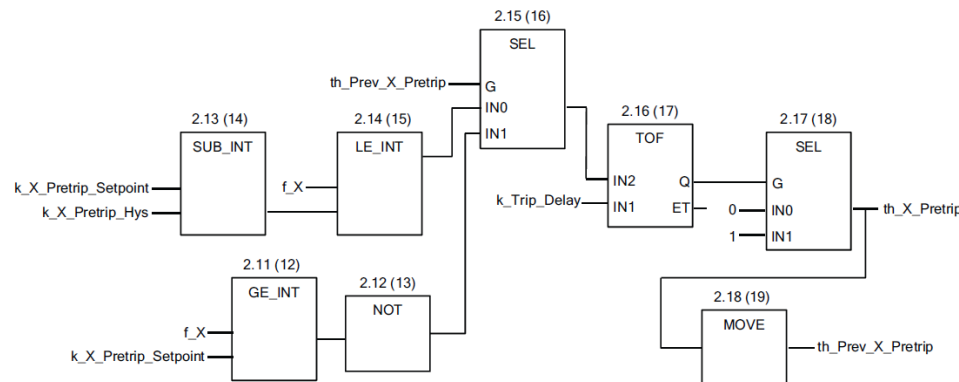 2.15 (16)
SEL
th_Prev_X_Pretrip
G
IN0
IN1
2.13 (14)
SUB_INT
k_X_Pretrip_Setpoint
k_X_Pretrip_Hys
2.14 (15)
LE_INT
f_X
2.16 (17)
TOF
IN2
k_Trip_Delay
IN1
Q
ET
2.17 (18)
SEL
G
0
IN0
1
IN1
th_X_Pretrip
2.11 (12)
GE_INT
f_X
k_X_Pretrip_Setpoint
2.12 (13)
NOT
2.18 (19)
MOVE
th_Prev_X_Pretrip